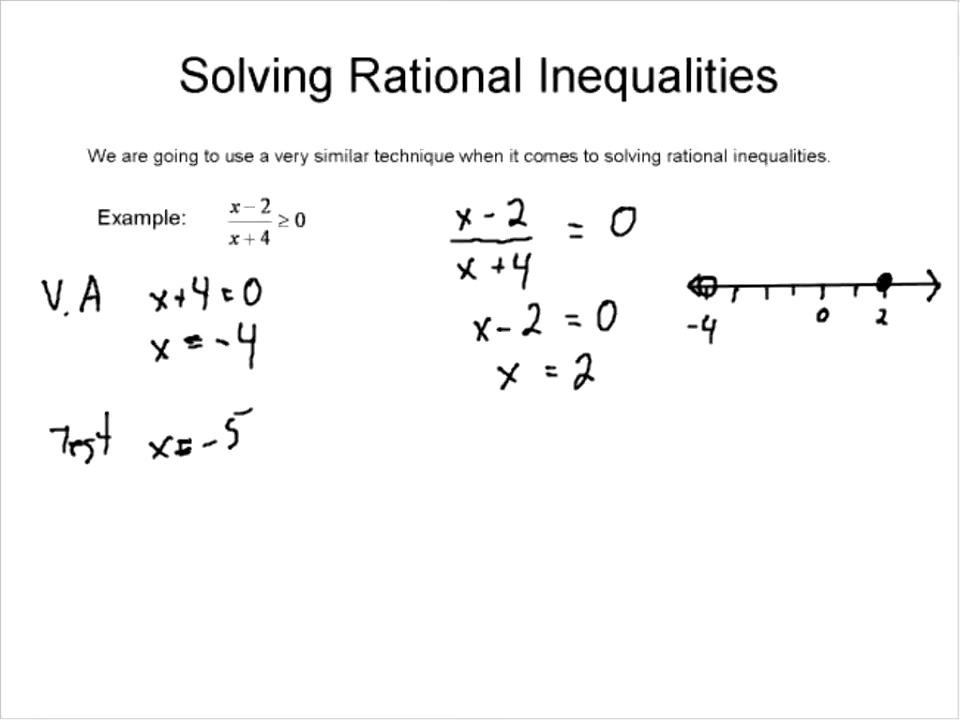 Solving Rational Inequalities
We are going to use a very similar technique when it comes to solving rational inequalities.
Example: x − 2 / x + 4 ≥ 0
x - 2 / x + 4 = 0
V.A x + 4 = 0
x = -4
x - 2 = 0
x = 2
-4 0 2
Test x = -5